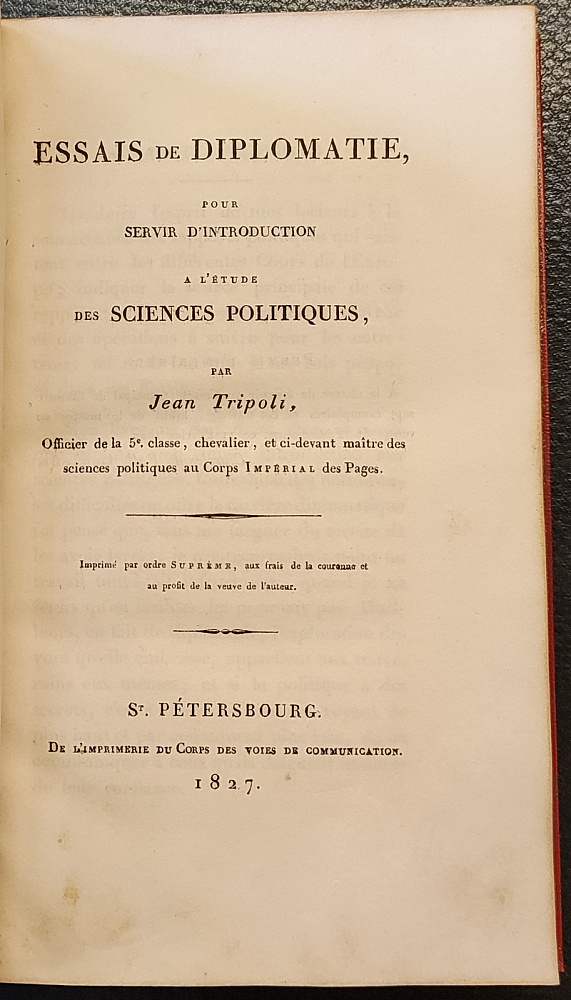 ESSAIS DE DIPLOMATIE,
POUR
SERVIR D'INTRODUCTION
A L'ÉTUDE
DES SCIENCES POLITIQUES,
PAR
Jean Tripoli,
Officier de la 5e. classe, chevalier, et ci-devant maître des
sciences politiques au Corps IMPÉRIAL des Pages.
Imprimé par ordre SUPRÈME, aux frais de la couronne et
au profit de la veuve de l'auteur.
ST. PÉTERSBOURG.
DE L'IMPRIMERIE DU CORPS DES VOIES DE COMMUNICATION.
1827.